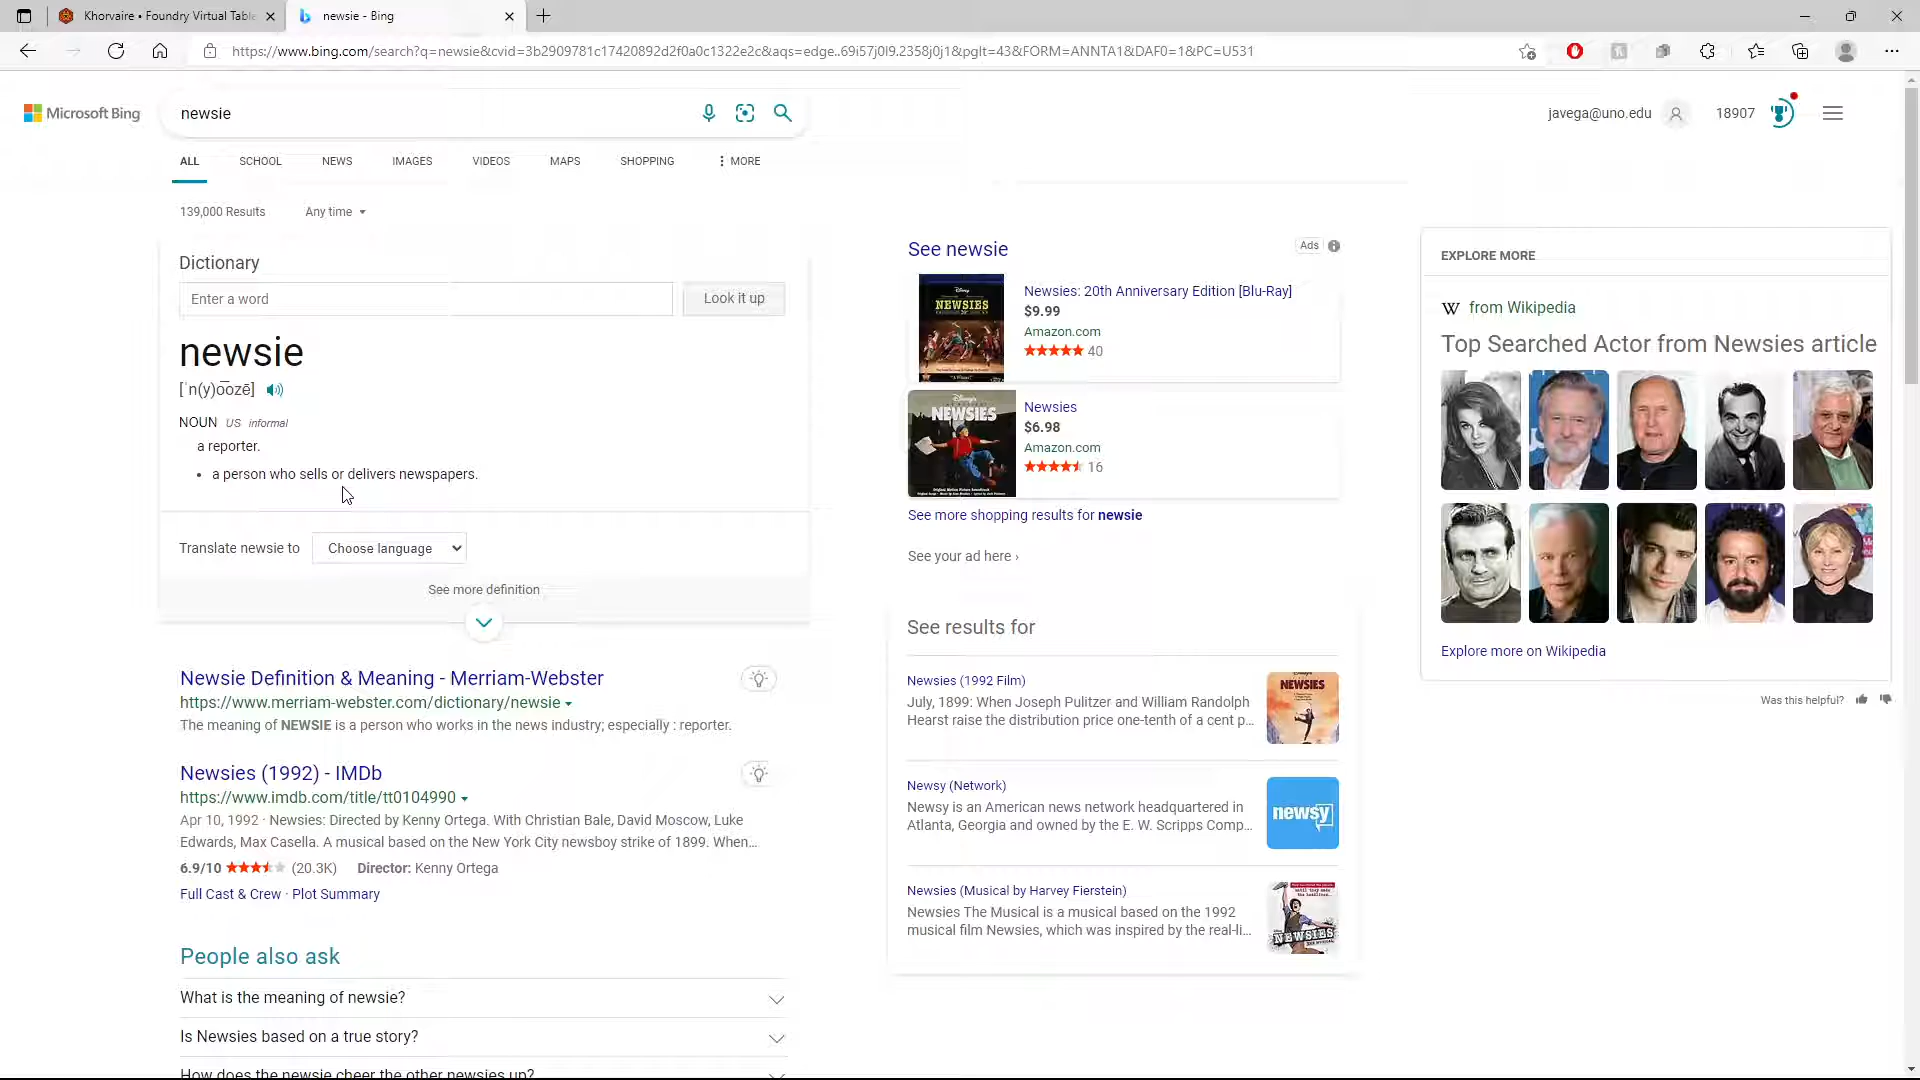 Khorvaire • Foundry Virtual Table
newsie - Bing
https://www.bing.com/search?q=newsie&cvid=3b2909781c17420892d2f0a0c1322e2c&aqs=edge..69i57j0l9.2358j0j1&pglt=43&FORM=ANNTA1&DAF0=1&PC=U531
Microsoft Bing
newsie
javega@uno.edu
18907
ALL SCHOOL NEWS IMAGES VIDEOS MAPS SHOPPING MORE
139,000 Results Any time
Dictionary
Enter a word
Look it up
newsie
[ˈn(y)o͞ozē]
NOUN US informal
a reporter.
• a person who sells or delivers newspapers.
Translate newsie to Choose language
See more definition
Newsie Definition & Meaning - Merriam-Webster
https://www.merriam-webster.com/dictionary/newsie
The meaning of NEWSIE is a person who works in the news industry; especially : reporter.
Newsies (1992) - IMDb
https://www.imdb.com/title/tt0104990
Apr 10, 1992 · Newsies: Directed by Kenny Ortega. With Christian Bale, David Moscow, Luke
Edwards, Max Casella. A musical based on the New York City newsboy strike of 1899. When…
6.9/10 (20.3K) Director: Kenny Ortega
Full Cast & Crew · Plot Summary
People also ask
What is the meaning of newsie?
Is Newsies based on a true story?
How does the newsie cheer the other newsies up?
See newsie
Ads
NEWSIES
Newsies: 20th Anniversary Edition [Blu-Ray]
$9.99
Amazon.com
40
NEWSIES
Newsies
$6.98
Amazon.com
16
See more shopping results for newsie
See your ad here ›
See results for
Newsies (1992 Film)
July, 1899: When Joseph Pulitzer and William Randolph
Hearst raise the distribution price one-tenth of a cent p…
NEWSIES
Newsy (Network)
Newsy is an American news network headquartered in
Atlanta, Georgia and owned by the E. W. Scripps Comp…
newsy
Newsies (Musical by Harvey Fierstein)
Newsies The Musical is a musical based on the 1992
musical film Newsies, which was inspired by the real-li…
NEWSIES
EXPLORE MORE
W from Wikipedia
Top Searched Actor from Newsies article
Explore more on Wikipedia
Was this helpful?